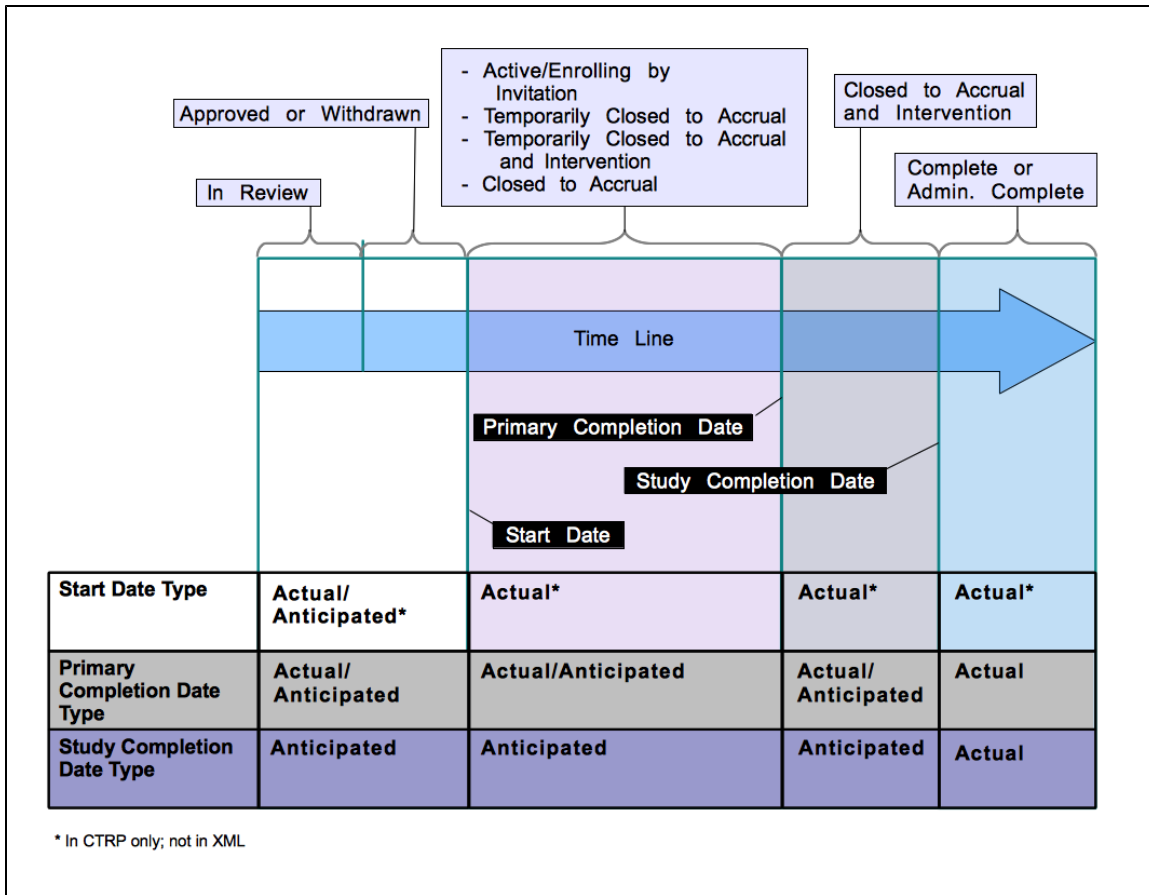 - Active/Enrolling by
Invitation
- Temporarily Closed to Accrual
- Temporarily Closed to Accrual
and Intervention
- Closed to Accrual
Closed to Accrual
and Intervention
Approved or Withdrawn
Complete or
Admin. Complete
In Review
Time Line
Primary Completion Date
Study Completion Date
Start Date
Start Date Type
Actual/
Anticipated*
Actual*
Actual*
Actual*
Primary
Completion Date
Type
Actual/
Anticipated
Actual/Anticipated
Actual/
Anticipated
Actual
Study Completion
Date Type
Anticipated
Anticipated
Anticipated
Actual
* In CTRP only; not in XML